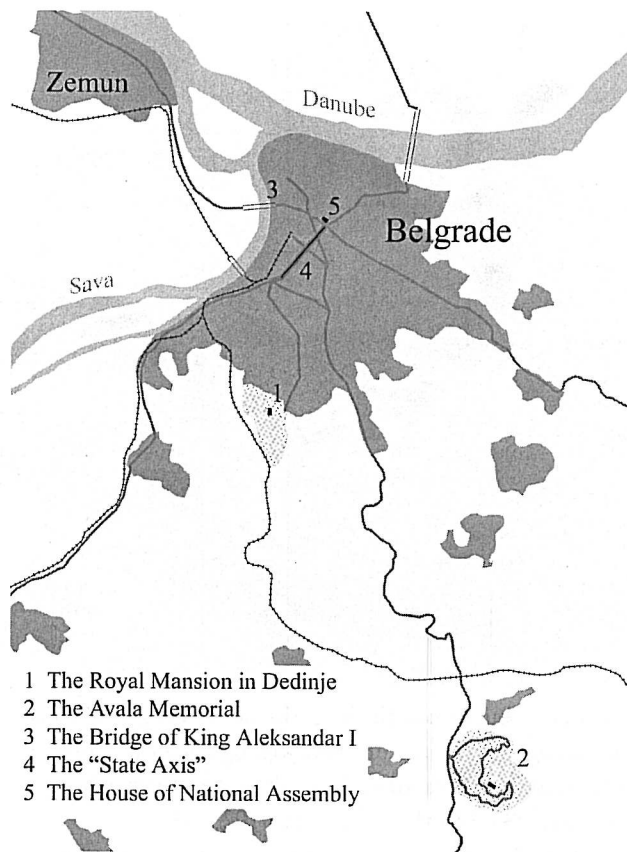 Zemun
Danube
3
5
Belgrade
4
Sava
1
1 The Royal Mansion in Dedinje
2 The Avala Memorial
3 The Bridge of King Aleksandar I
4 The “State Axis”
5 The House of National Assembly
2